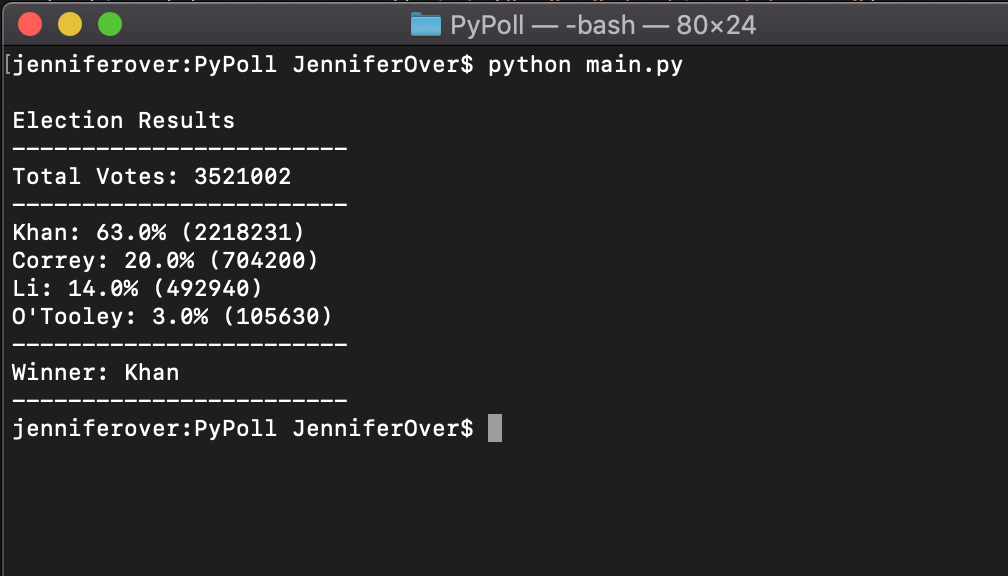 PyPoll — -bash — 80×24
[jenniferover:PyPoll JenniferOver$ python main.py
Election Results
------------------------
Total Votes: 3521002
------------------------
Khan: 63.0% (2218231)
Correy: 20.0% (704200)
Li: 14.0% (492940)
O'Tooley: 3.0% (105630)
------------------------
Winner: Khan
------------------------
jenniferover:PyPoll JenniferOver$